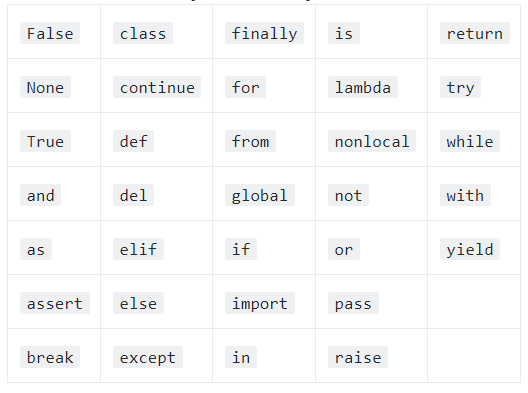 False class finally is return
None continue for lambda try
True def from nonlocal while
and del global not with
as elif if or yield
assert else import pass
break except in raise